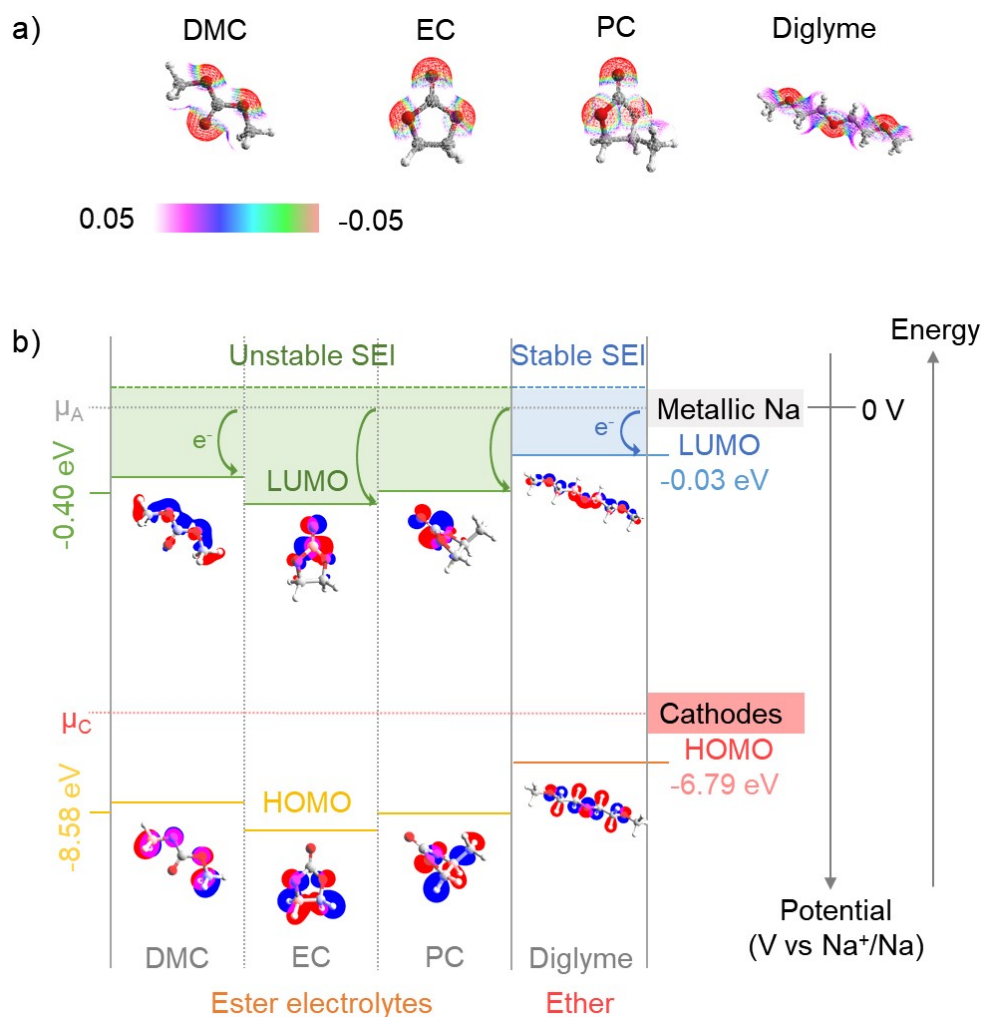 a)
DMC
EC
PC
Diglyme
0.05
-0.05
b)
Energy
Unstable SEI
Stable SEI
μA
Metallic Na
0 V
e-
e-
LUMO
LUMO
-0.03 eV
-0.40 eV
μC
Cathodes
HOMO
-6.79 eV
HOMO
-8.58 eV
Potential
(V vs Na+/Na)
DMC
EC
PC
Diglyme
Ester electrolytes
Ether